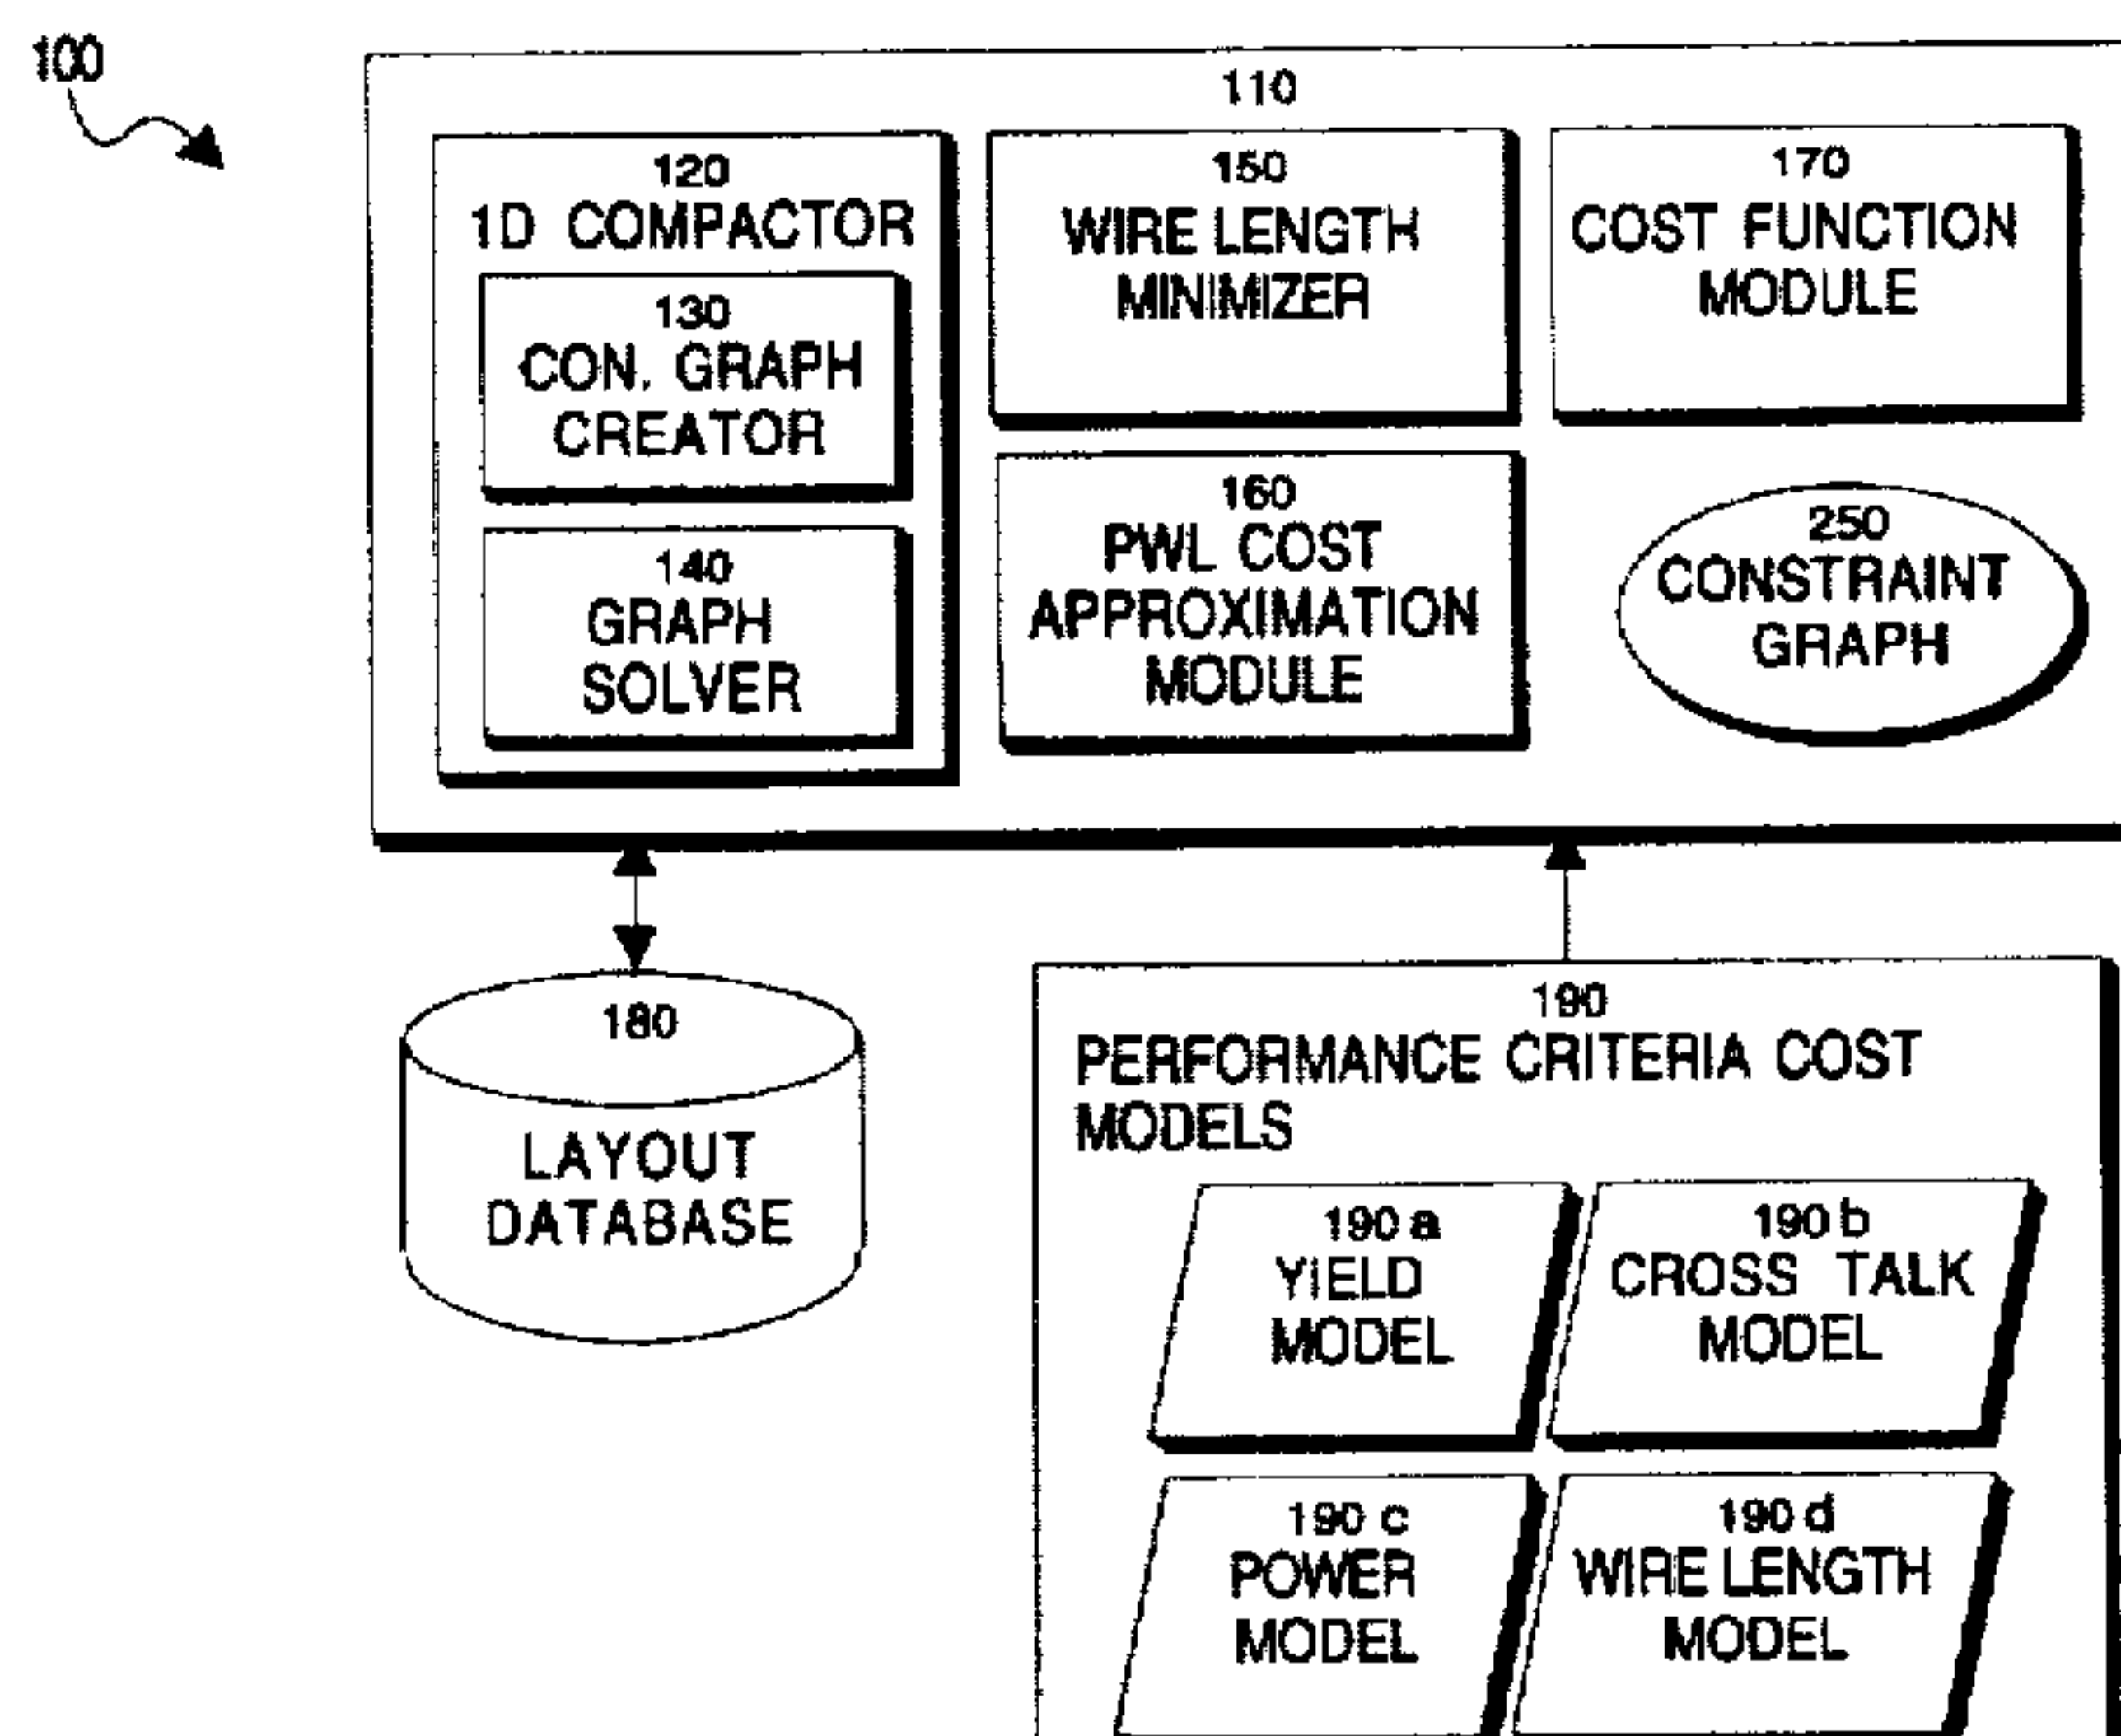 100
110
120
1D COMPACTOR
130
CON. GRAPH
CREATOR
140
GRAPH
SOLVER
150
WIRE LENGTH
MINIMIZER
160
PWL COST
APPROXIMATION
MODULE
170
COST FUNCTION
MODULE
250
CONSTRAINT
GRAPH
180
LAYOUT
DATABASE
190
PERFORMANCE CRITERIA COST
MODELS
190 a
YIELD
MODEL
190 b
CROSS TALK
MODEL
190 c
POWER
MODEL
190 d
WIRE LENGTH
MODEL